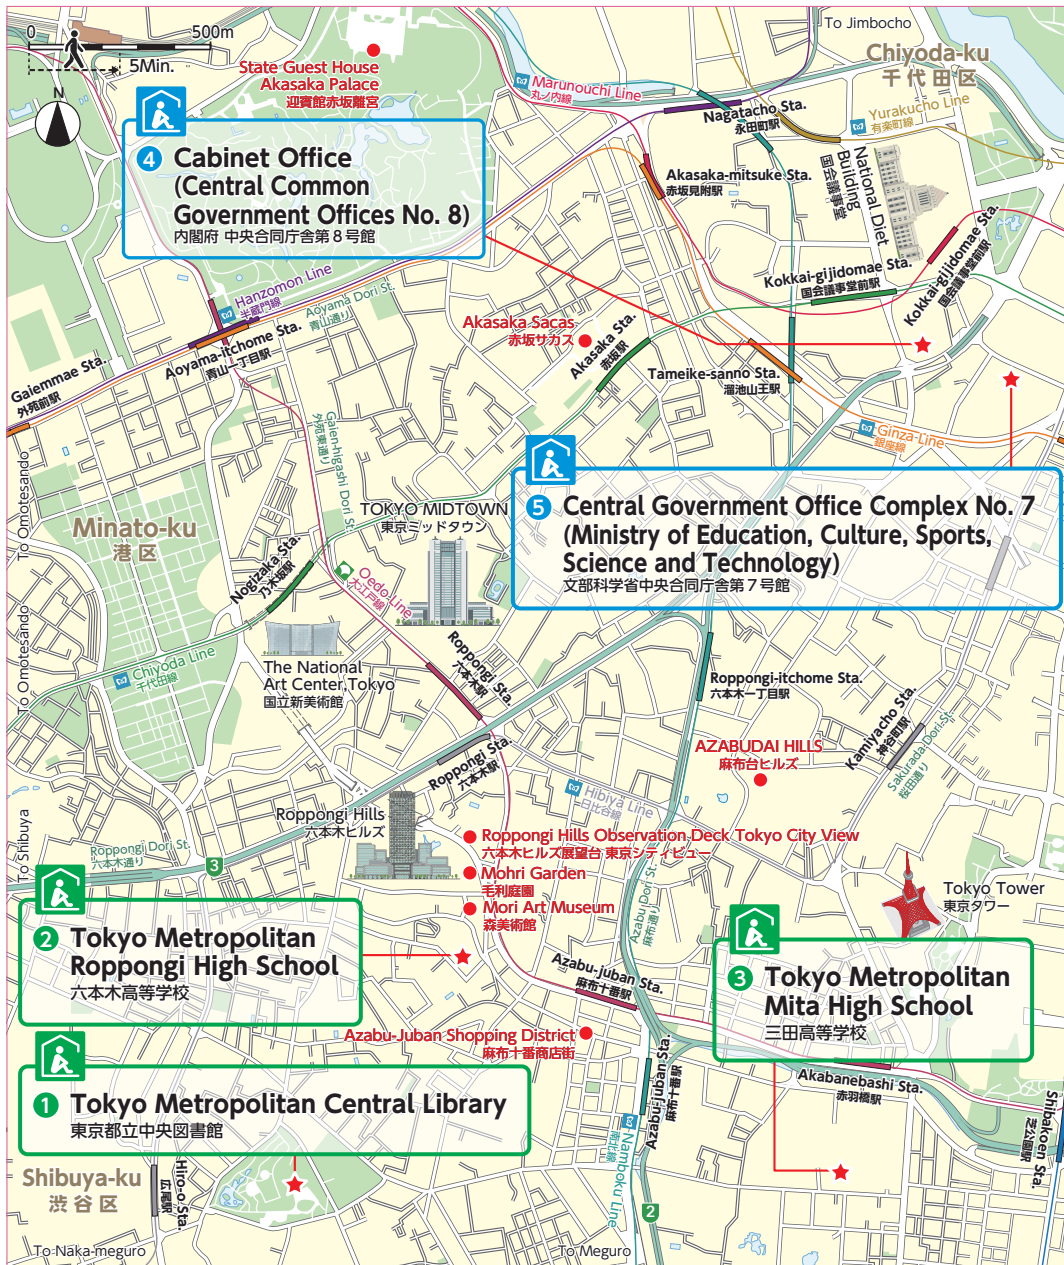 0 500m
5Min.
N
To Jimbocho
Chiyoda-ku
千代田区
State Guest House
Akasaka Palace
迎賓館赤坂離宮
Marunouchi Line
丸ノ内線
Nagatacho Sta.
永田町駅
Yurakucho Line
有楽町線
4 Cabinet Office
(Central Common
Government Offices No. 8)
内閣府 中央合同庁舎第8号館
Akasaka-mitsuke Sta.
赤坂見附駅
National Diet
Building
国会議事堂
Kokkai-gijidomae Sta.
国会議事堂前駅
Kokkai-gijidomae Sta.
国会議事堂前駅
Hanzomon Line
半蔵門線
Aoyama Dori St.
青山通り
Aoyama-itchome Sta.
青山一丁目駅
Gaiemmae Sta.
外苑前駅
Akasaka Sacas
赤坂サカス
Akasaka Sta.
赤坂駅
Tameike-sanno Sta.
溜池山王駅
Ginza Line
銀座線
Gaien-higashi Dori St.
外苑東通り
To Omotesando
Minato-ku
港区
TOKYO MIDTOWN
東京ミッドタウン
5 Central Government Office Complex No. 7
(Ministry of Education, Culture, Sports,
Science and Technology)
文部科学省中央合同庁舎第7号館
Nogizaka Sta.
乃木坂駅
Oedo Line
大江戸線
To Omotesando
Chiyoda Line
千代田線
The National
Art Center,Tokyo
国立新美術館
Roppongi Sta.
六本木駅
Roppongi-itchome Sta.
六本木一丁目駅
Kamiyacho Sta.
神谷町駅
Sakurada Dori St.
桜田通り
AZABUDAI HILLS
麻布台ヒルズ
Roppongi Sta.
六本木駅
Hibiya Line
日比谷線
Roppongi Hills
六本木ヒルズ
To Shibuya
Roppongi Dori St.
六本木通り
3
Roppongi Hills Observation Deck Tokyo City View
六本木ヒルズ展望台 東京シティビュー
Mohri Garden
毛利庭園
Mori Art Museum
森美術館
Azabu Dori St.
麻布通り
Tokyo Tower
東京タワー
2 Tokyo Metropolitan
Roppongi High School
六本木高等学校
Azabu-juban Sta.
麻布十番駅
3 Tokyo Metropolitan
Mita High School
三田高等学校
Azabu-Juban Shopping District
麻布十番商店街
Azabu-juban Sta.
麻布十番駅
Akabanebashi Sta.
赤羽橋駅
Shibakoen Sta.
芝公園駅
1 Tokyo Metropolitan Central Library
東京都立中央図書館
Namboku Line
南北線
Shibuya-ku
渋谷区
Hiro-o Sta.
広尾駅
2
To Naka-meguro
To Meguro